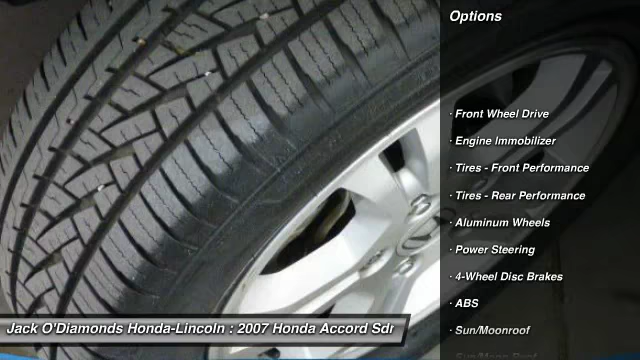 Options
· Front Wheel Drive
· Engine Immobilizer
· Tires - Front Performance
· Tires - Rear Performance
· Aluminum Wheels
· Power Steering
· 4-Wheel Disc Brakes
· ABS
· Sun/Moonroof
Jack O'Diamonds Honda-Lincoln : 2007 Honda Accord Sdr